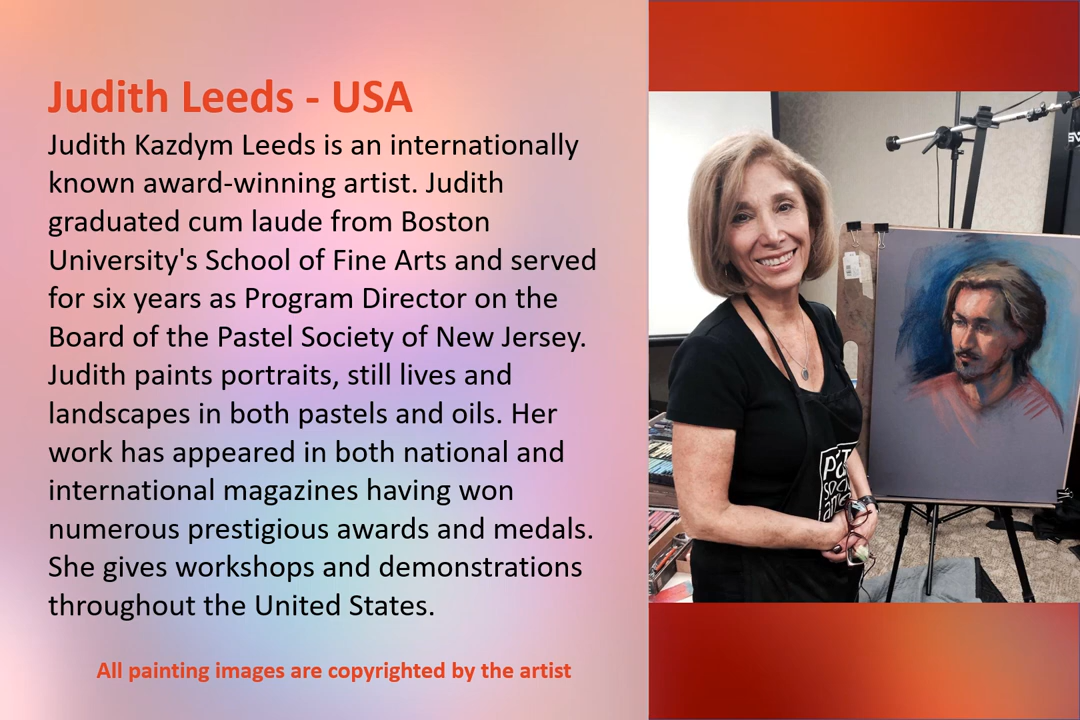 Judith Leeds - USA
Judith Kazdym Leeds is an internationally
known award-winning artist. Judith
graduated cum laude from Boston
University's School of Fine Arts and served
for six years as Program Director on the
Board of the Pastel Society of New Jersey.
Judith paints portraits, still lives and
landscapes in both pastels and oils. Her
work has appeared in both national and
international magazines having won
numerous prestigious awards and medals.
She gives workshops and demonstrations
throughout the United States.
All painting images are copyrighted by the artist